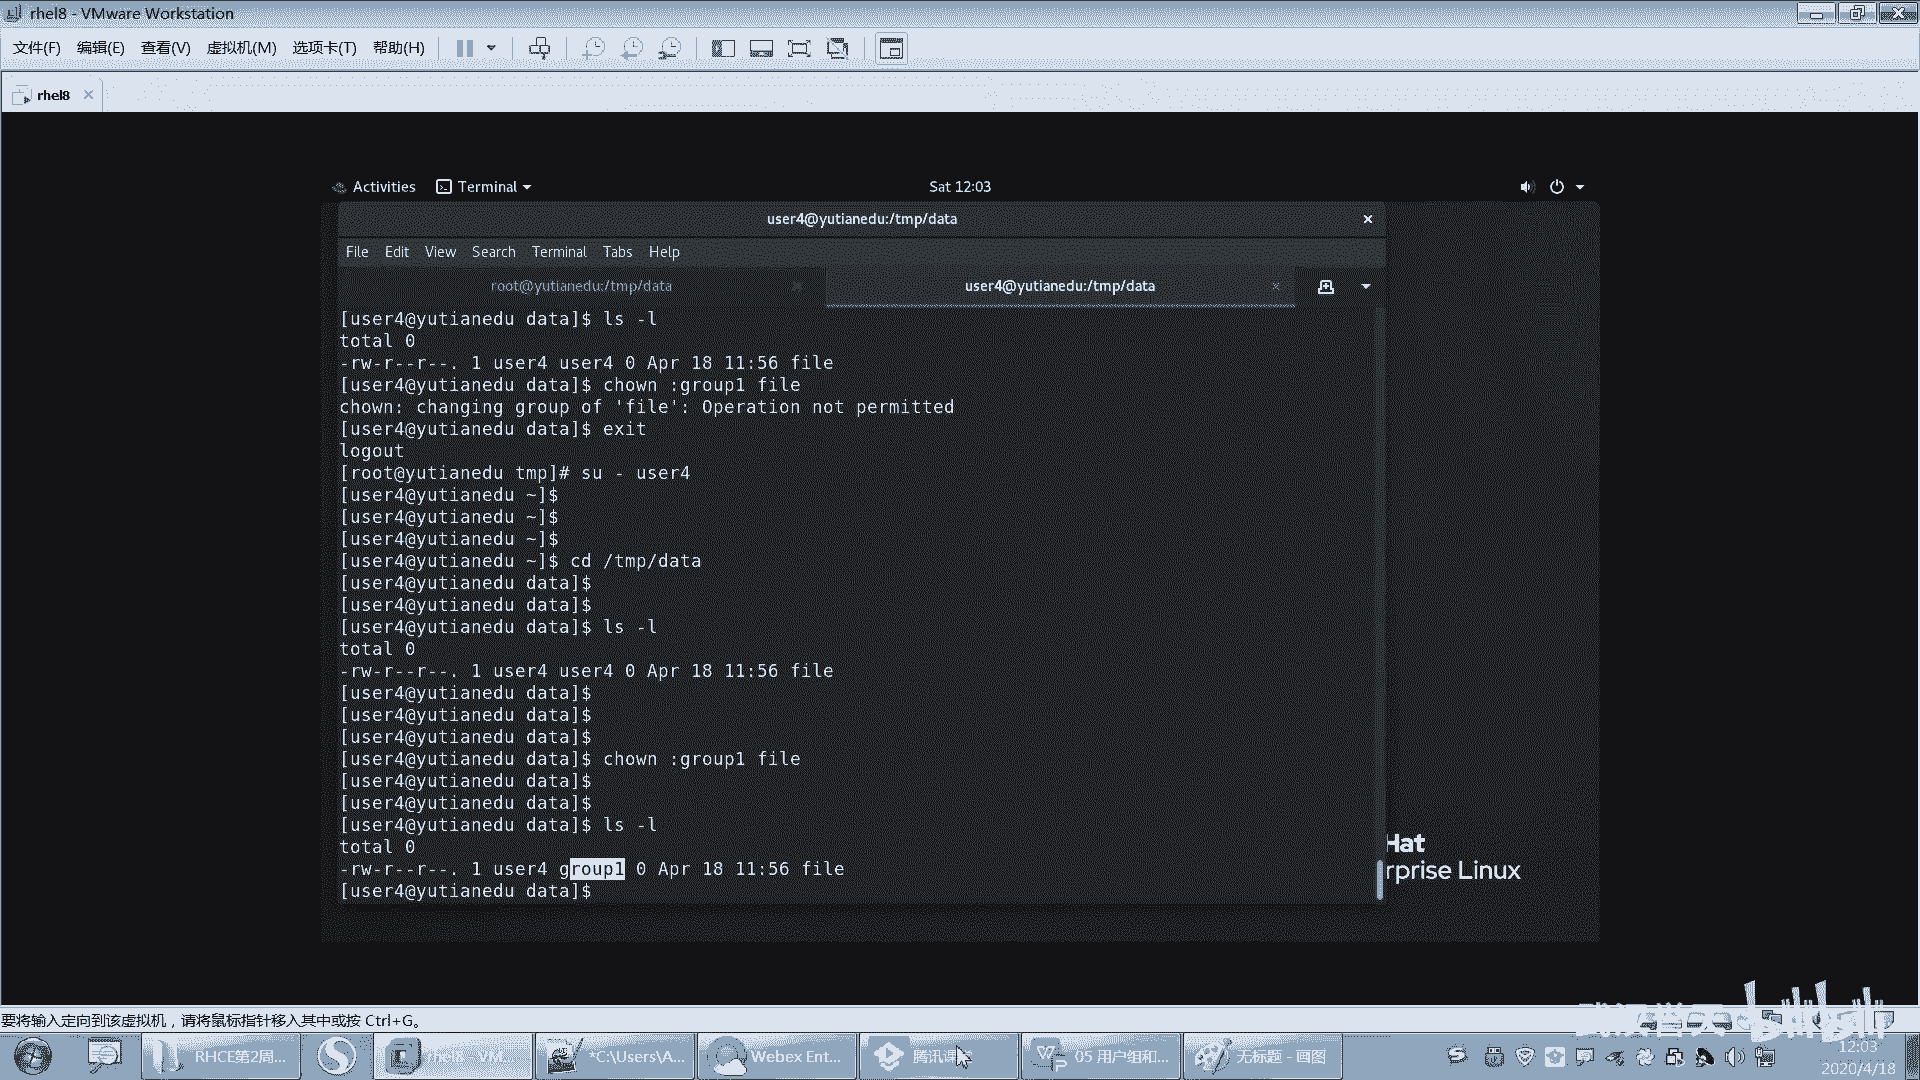 rhel8 - VMware Workstation
文件(F) 编辑(E) 查看(V) 虚拟机(M) 选项卡(T) 帮助(H)
rhel8
Activities Terminal Sat 12:03
user4@yutianedu:/tmp/data
File Edit View Search Terminal Tabs Help
root@yutianedu:/tmp/data user4@yutianedu:/tmp/data
[user4@yutianedu data]$ ls -l
total 0
-rw-r--r--. 1 user4 user4 0 Apr 18 11:56 file
[user4@yutianedu data]$ chown :group1 file
chown: changing group of 'file': Operation not permitted
[user4@yutianedu data]$ exit
logout
[root@yutianedu tmp]# su - user4
[user4@yutianedu ~]$
[user4@yutianedu ~]$
[user4@yutianedu ~]$
[user4@yutianedu ~]$ cd /tmp/data
[user4@yutianedu data]$
[user4@yutianedu data]$
[user4@yutianedu data]$ ls -l
total 0
-rw-r--r--. 1 user4 user4 0 Apr 18 11:56 file
[user4@yutianedu data]$
[user4@yutianedu data]$
[user4@yutianedu data]$
[user4@yutianedu data]$ chown :group1 file
[user4@yutianedu data]$
[user4@yutianedu data]$
[user4@yutianedu data]$ ls -l
total 0
-rw-r--r--. 1 user4 group1 0 Apr 18 11:56 file
[user4@yutianedu data]$
Hat
rprise Linux
要将输入定向到该虚拟机，请将鼠标指针移入其中或按 Ctrl+G。
RHCE第2周... rhel8 - VM... *C:\Users\A... Webex Ent... 腾讯课 05 用户组和... 无标题 - 画图
12:03
2020/4/18